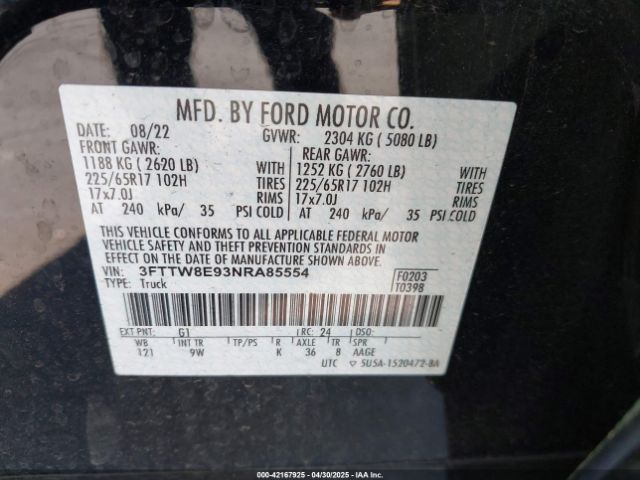 MFD. BY FORD MOTOR CO.
DATE: 08/22 GVWR: 2304 KG ( 5080 LB)
FRONT GAWR: REAR GAWR:
1188 KG ( 2620 LB) WITH 1252 KG ( 2760 LB) WITH
225/65R17 102H TIRES 225/65R17 102H TIRES
17x7.0J RIMS 17x7.0J RIMS
AT 240 kPa/ 35 PSI COLD AT 240 kPa/ 35 PSI COLD
THIS VEHICLE CONFORMS TO ALL APPLICABLE FEDERAL MOTOR
VEHICLE SAFETY AND THEFT PREVENTION STANDARDS IN
EFFECT ON THE DATE OF MANUFACTURE SHOWN ABOVE.
VIN: 3FTTW8E93NRA85554 F0203
TYPE: Truck T0398
EXT PNT: G1 RC: 24 DSO:
WB INT TR TP/PS R AXLE TR SPR
121 9W K 36 8 AAGE
UTC ▽ 5U5A-1520472-BA
000-42167925 - 04/30/2025 - IAA Inc.